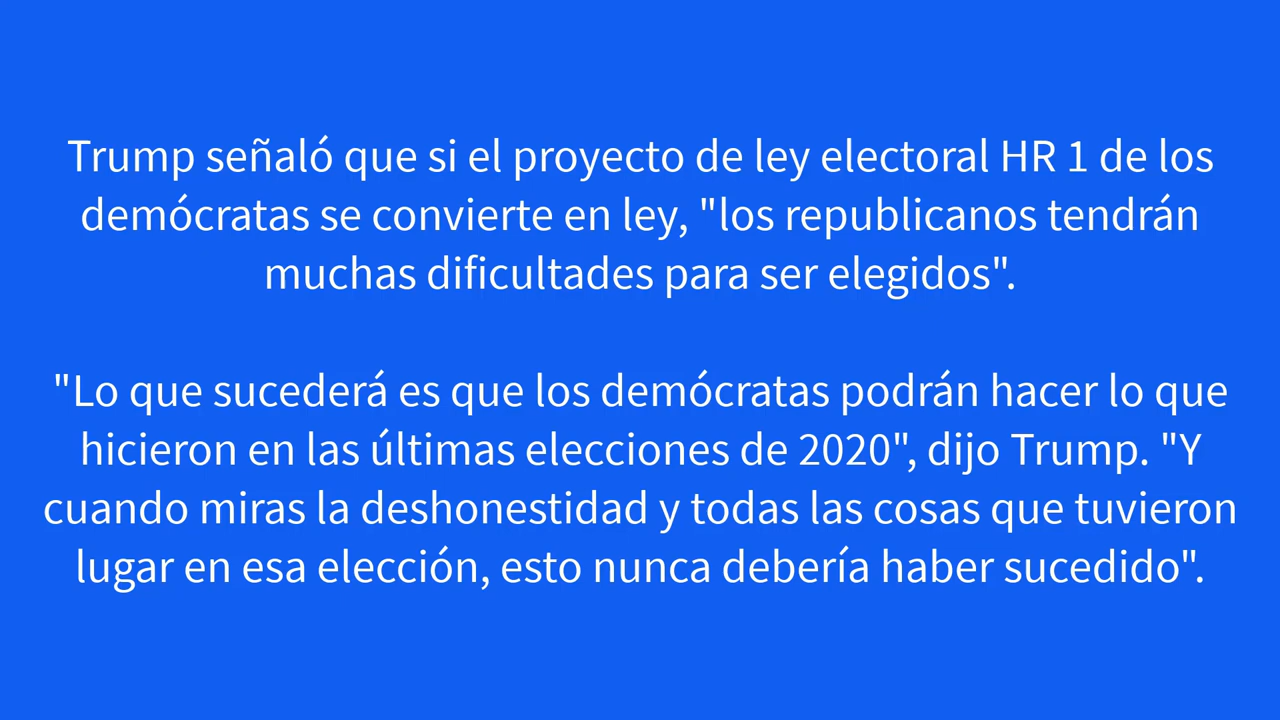 Trump señaló que si el proyecto de ley electoral HR 1 de los
demócratas se convierte en ley, "los republicanos tendrán
muchas dificultades para ser elegidos".
"Lo que sucederá es que los demócratas podrán hacer lo que
hicieron en las últimas elecciones de 2020", dijo Trump. "Y
cuando miras la deshonestidad y todas las cosas que tuvieron
lugar en esa elección, esto nunca debería haber sucedido".